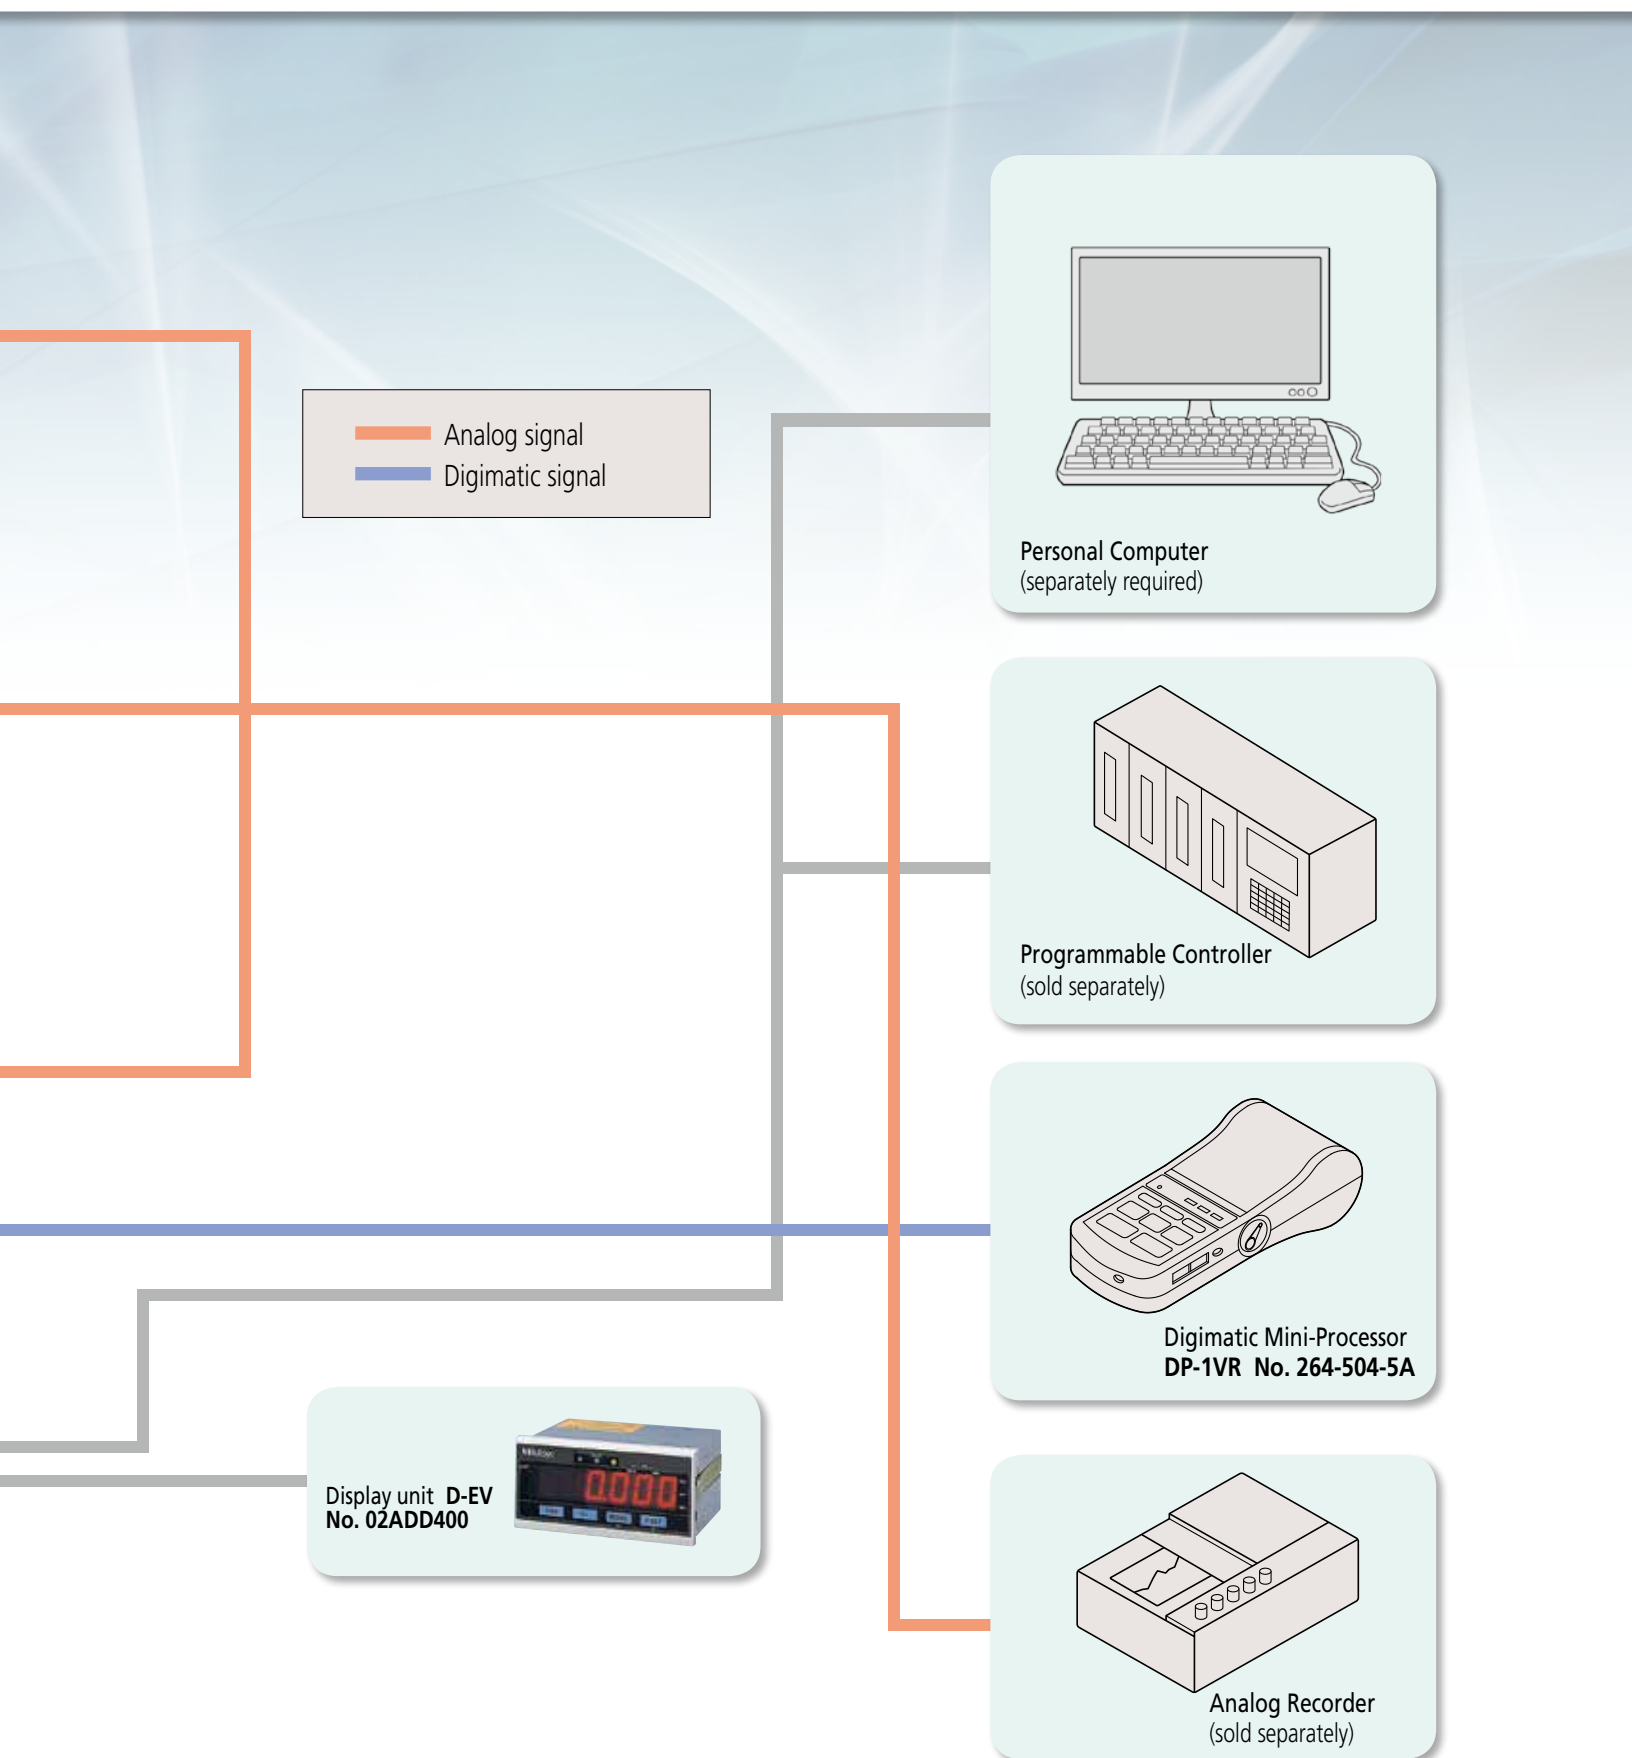 Analog signal
Digimatic signal
Personal Computer
(separately required)
Programmable Controller
(sold separately)
Digimatic Mini-Processor
DP-1VR No. 264-504-5A
Display unit D-EV
No. 02ADD400
Mitutoyo
0.000
Analog Recorder
(sold separately)